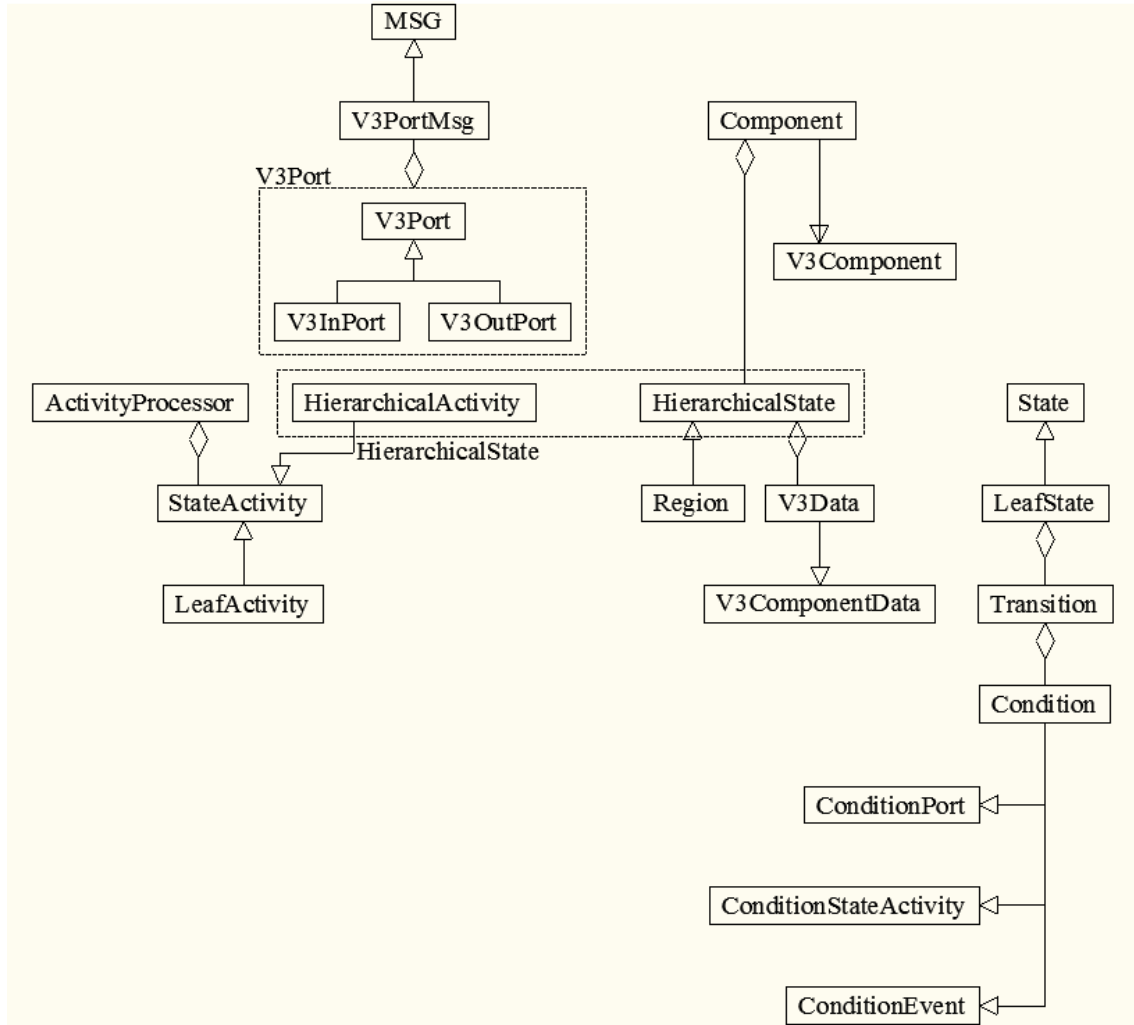 MSG
V3PortMsg
Component
V3Port
V3Port
V3Component
V3InPort
V3OutPort
ActivityProcessor
HierarchicalActivity
HierarchicalState
State
HierarchicalState
StateActivity
Region
V3Data
LeafState
LeafActivity
V3ComponentData
Transition
Condition
ConditionPort
ConditionStateActivity
ConditionEvent